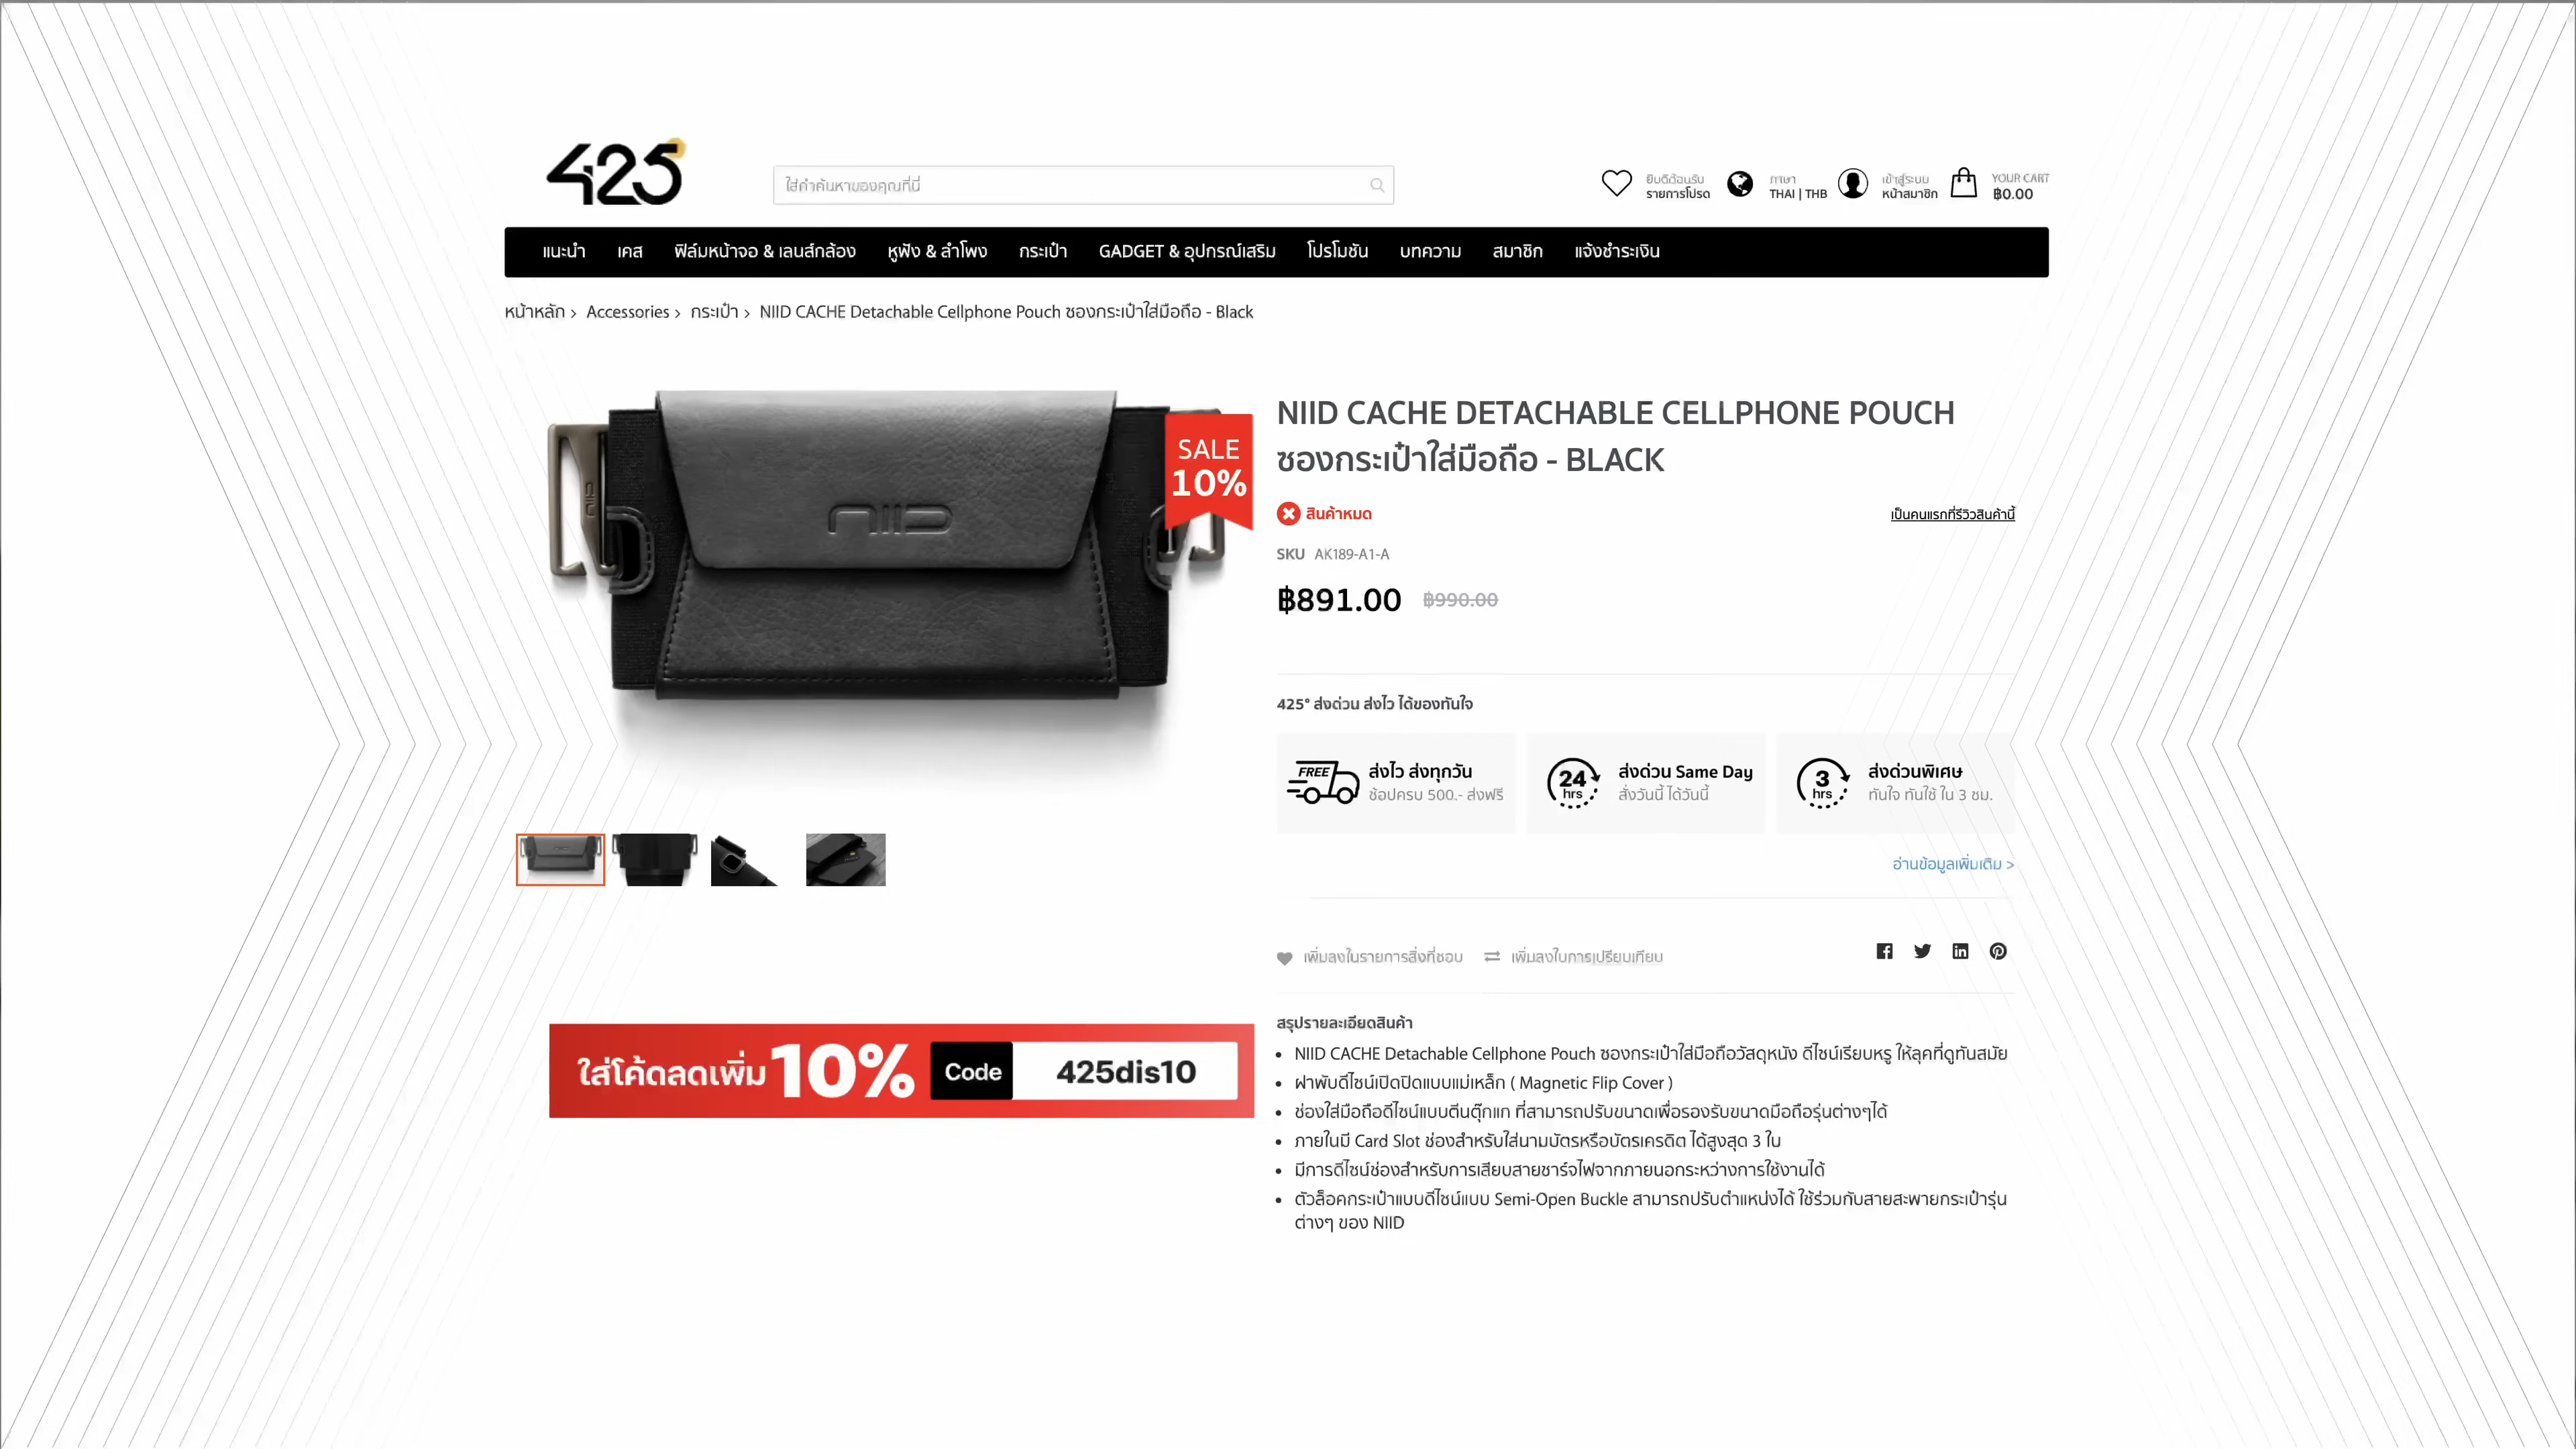 425°
ใส่คำค้นหาของคุณที่นี่
ยินดีต้อนรับ
รายการโปรด
ภาษา
THAI | THB
เข้าสู่ระบบ
หน้าสมาชิก
YOUR CART
฿0.00
แนะนำ เคส ฟิล์มหน้าจอ & เลนส์กล้อง หูฟัง & ลำโพง กระเป๋า GADGET & อุปกรณ์เสริม โปรโมชัน บทความ สมาชิก แจ้งชำระเงิน
หน้าหลัก › Accessories › กระเป๋า › NIID CACHE Detachable Cellphone Pouch ซองกระเป๋าใส่มือถือ - Black
NIID
SALE
10%
NIID CACHE DETACHABLE CELLPHONE POUCH
ซองกระเป๋าใส่มือถือ - BLACK
สินค้าหมด
เป็นคนแรกที่รีวิวสินค้านี้
SKU AK189-A1-A
฿891.00 ฿990.00
425° ส่งด่วน ส่งไว ได้ของทันใจ
FREE
ส่งไว ส่งทุกวัน
ช้อปครบ 500.- ส่งฟรี
24 hrs
ส่งด่วน Same Day
สั่งวันนี้ ได้วันนี้
3 hrs
ส่งด่วนพิเศษ
ทันใจ ทันใช้ ใน 3 ชม.
อ่านข้อมูลเพิ่มเติม >
เพิ่มลงในรายการสิ่งที่ชอบ เพิ่มลงในการเปรียบเทียบ
ใส่โค้ดลดเพิ่ม 10% Code 425dis10
สรุปรายละเอียดสินค้า
• NIID CACHE Detachable Cellphone Pouch ซองกระเป๋าใส่มือถือวัสดุหนัง ดีไซน์เรียบหรู ให้ลุคที่ดูทันสมัย
• ฝาพับดีไซน์เปิดปิดแบบแม่เหล็ก ( Magnetic Flip Cover )
• ช่องใส่มือถือดีไซน์แบบตีนตุ๊กแก ที่สามารถปรับขนาดเพื่อรองรับขนาดมือถือรุ่นต่างๆได้
• ภายในมี Card Slot ช่องสำหรับใส่นามบัตรหรือบัตรเครดิต ได้สูงสุด 3 ใบ
• มีการดีไซน์ช่องสำหรับการเสียบสายชาร์จไฟจากภายนอกระหว่างการใช้งานได้
• ตัวล็อคกระเป๋าแบบดีไซน์แบบ Semi-Open Buckle สามารถปรับตำแหน่งได้ ใช้ร่วมกับสายสะพายกระเป๋ารุ่น
ต่างๆ ของ NIID